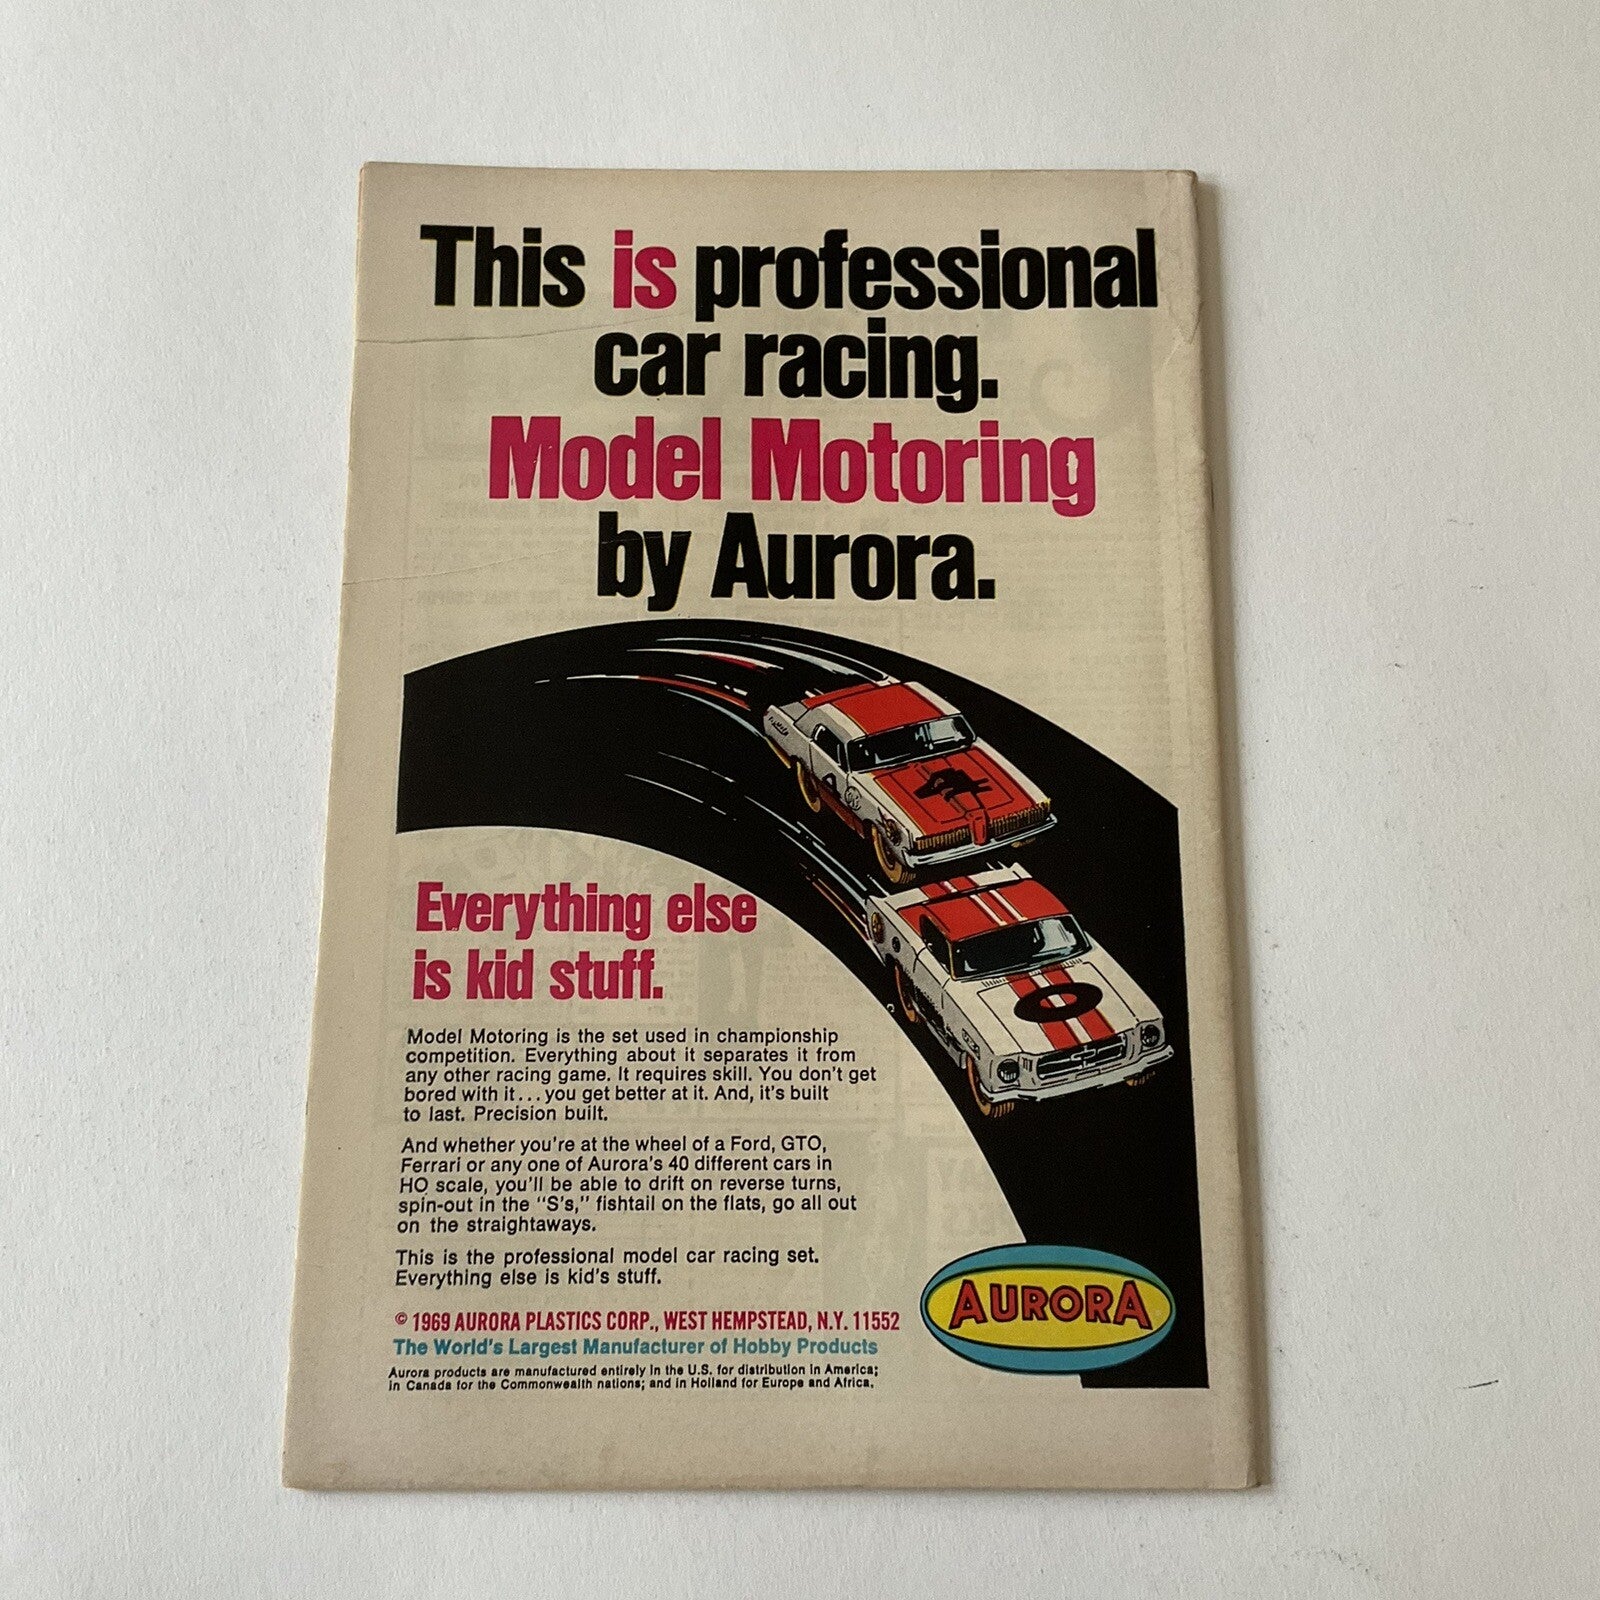 This is professional
car racing.
Model Motoring
by Aurora.
4
0
Everything else
is kid stuff.
Model Motoring is the set used in championship
competition. Everything about it separates it from
any other racing game. It requires skill. You don't get
bored with it...you get better at it. And, it's built
to last. Precision built.
And whether you're at the wheel of a Ford, GTO,
Ferrari or any one of Aurora's 40 different cars in
HO scale, you'll be able to drift on reverse turns,
spin-out in the "S's," fishtail on the flats, go all out
on the straightaways.
This is the professional model car racing set.
Everything else is kid's stuff.
© 1969 AURORA PLASTICS CORP., WEST HEMPSTEAD, N.Y. 11552
The World's Largest Manufacturer of Hobby Products
Aurora products are manufactured entirely in the U.S. for distribution in America;
in Canada for the Commonwealth nations; and in Holland for Europe and Africa.
AURORA